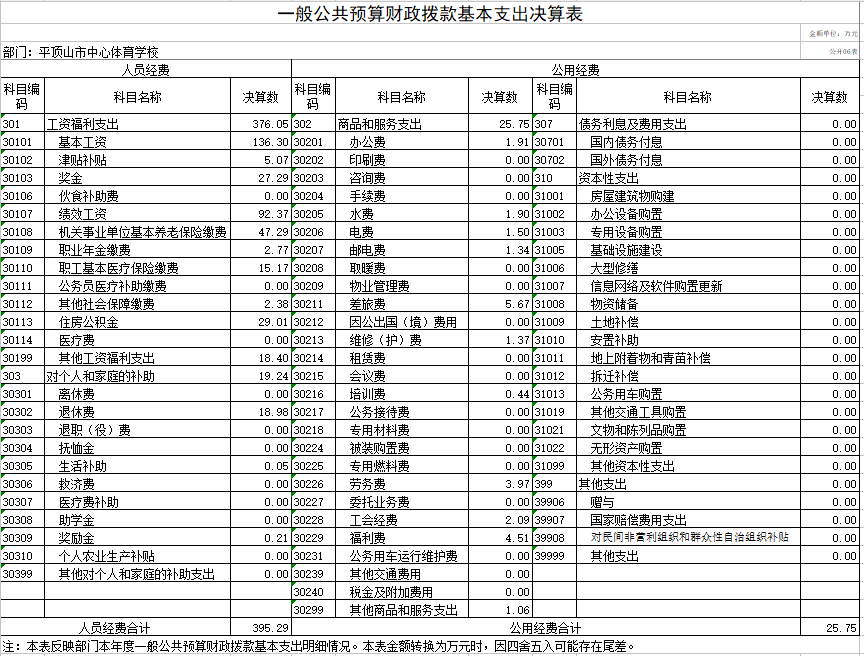 一般公共预算财政拨款基本支出决算表
金额单位：万元
部门：平顶山市中心体育学校 公开06表
人员经费 公用经费
科目编码 科目名称 决算数 科目编码 科目名称 决算数 科目编码 科目名称 决算数
301 工资福利支出 376.05 302 商品和服务支出 25.75 307 债务利息及费用支出 0.00
30101 基本工资 136.30 30201 办公费 1.91 30701 国内债务付息 0.00
30102 津贴补贴 5.07 30202 印刷费 0.00 30702 国外债务付息 0.00
30103 奖金 27.29 30203 咨询费 0.00 310 资本性支出 0.00
30106 伙食补助费 0.00 30204 手续费 0.00 31001 房屋建筑物购建 0.00
30107 绩效工资 92.37 30205 水费 1.90 31002 办公设备购置 0.00
30108 机关事业单位基本养老保险缴费 47.29 30206 电费 1.50 31003 专用设备购置 0.00
30109 职业年金缴费 2.77 30207 邮电费 1.34 31005 基础设施建设 0.00
30110 职工基本医疗保险缴费 15.17 30208 取暖费 0.00 31006 大型修缮 0.00
30111 公务员医疗补助缴费 0.00 30209 物业管理费 0.00 31007 信息网络及软件购置更新 0.00
30112 其他社会保障缴费 2.38 30211 差旅费 5.67 31008 物资储备 0.00
30113 住房公积金 29.01 30212 因公出国（境）费用 0.00 31009 土地补偿 0.00
30114 医疗费 0.00 30213 维修（护）费 1.37 31010 安置补助 0.00
30199 其他工资福利支出 18.40 30214 租赁费 0.00 31011 地上附着物和青苗补偿 0.00
303 对个人和家庭的补助 19.24 30215 会议费 0.00 31012 拆迁补偿 0.00
30301 离休费 0.00 30216 培训费 0.44 31013 公务用车购置 0.00
30302 退休费 18.98 30217 公务接待费 0.00 31019 其他交通工具购置 0.00
30303 退职（役）费 0.00 30218 专用材料费 0.00 31021 文物和陈列品购置 0.00
30304 抚恤金 0.00 30224 被装购置费 0.00 31022 无形资产购置 0.00
30305 生活补助 0.05 30225 专用燃料费 0.00 31099 其他资本性支出 0.00
30306 救济费 0.00 30226 劳务费 3.97 399 其他支出 0.00
30307 医疗费补助 0.00 30227 委托业务费 0.00 39906 赠与 0.00
30308 助学金 0.00 30228 工会经费 2.09 39907 国家赔偿费用支出 0.00
30309 奖励金 0.21 30229 福利费 4.51 39908 对民间非营利组织和群众性自治组织补贴 0.00
30310 个人农业生产补贴 0.00 30231 公务用车运行维护费 0.00 39999 其他支出 0.00
30399 其他对个人和家庭的补助支出 0.00 30239 其他交通费用 0.00
30240 税金及附加费用 0.00
30299 其他商品和服务支出 1.06
人员经费合计 395.29 公用经费合计 25.75
注：本表反映部门本年度一般公共预算财政拨款基本支出明细情况。本表金额转换为万元时，因四舍五入可能存在尾差。